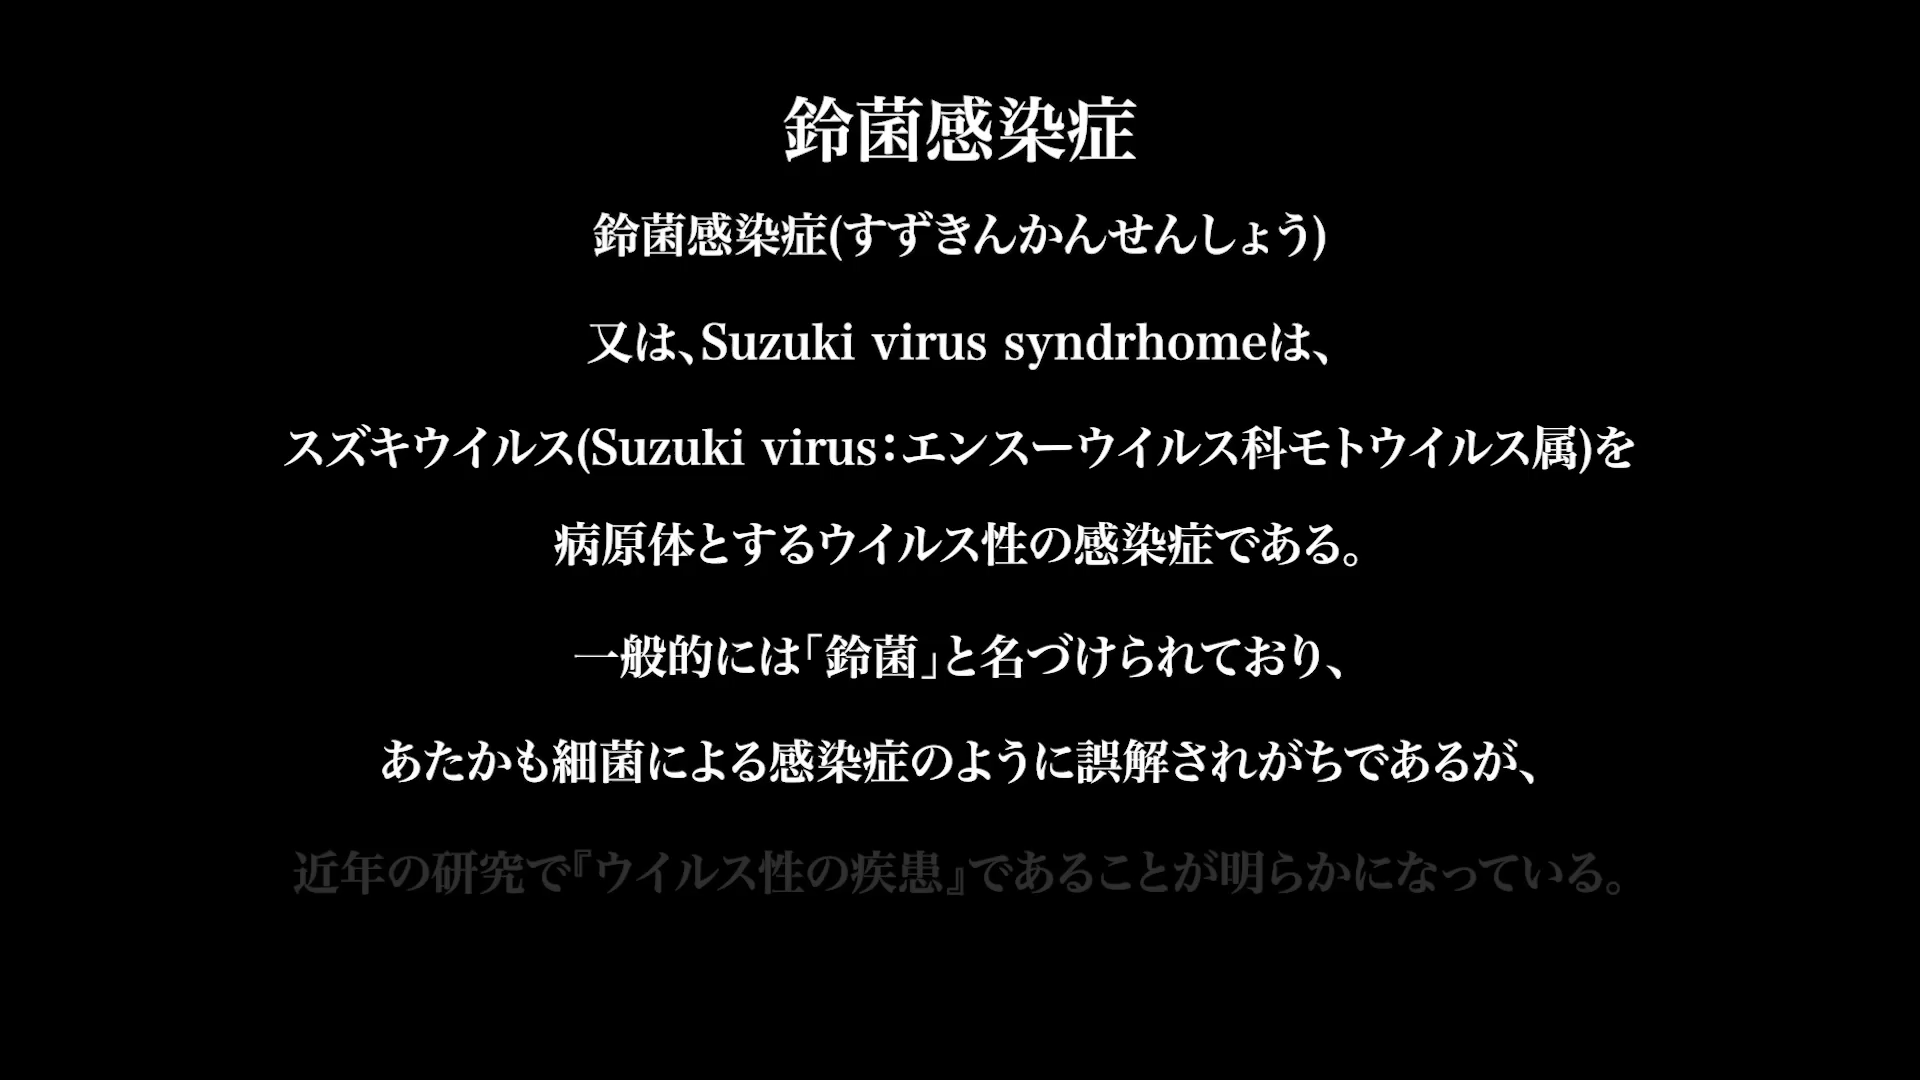 鈴菌感染症
鈴菌感染症(すずきんかんせんしょう)
又は、Suzuki virus syndrhomeは、
スズキウイルス(Suzuki virus：エンスーウイルス科モトウイルス属)を
病原体とするウイルス性の感染症である。
一般的には「鈴菌」と名づけられており、
あたかも細菌による感染症のように誤解されがちであるが、
近年の研究で『ウイルス性の疾患』であることが明らかになっている。